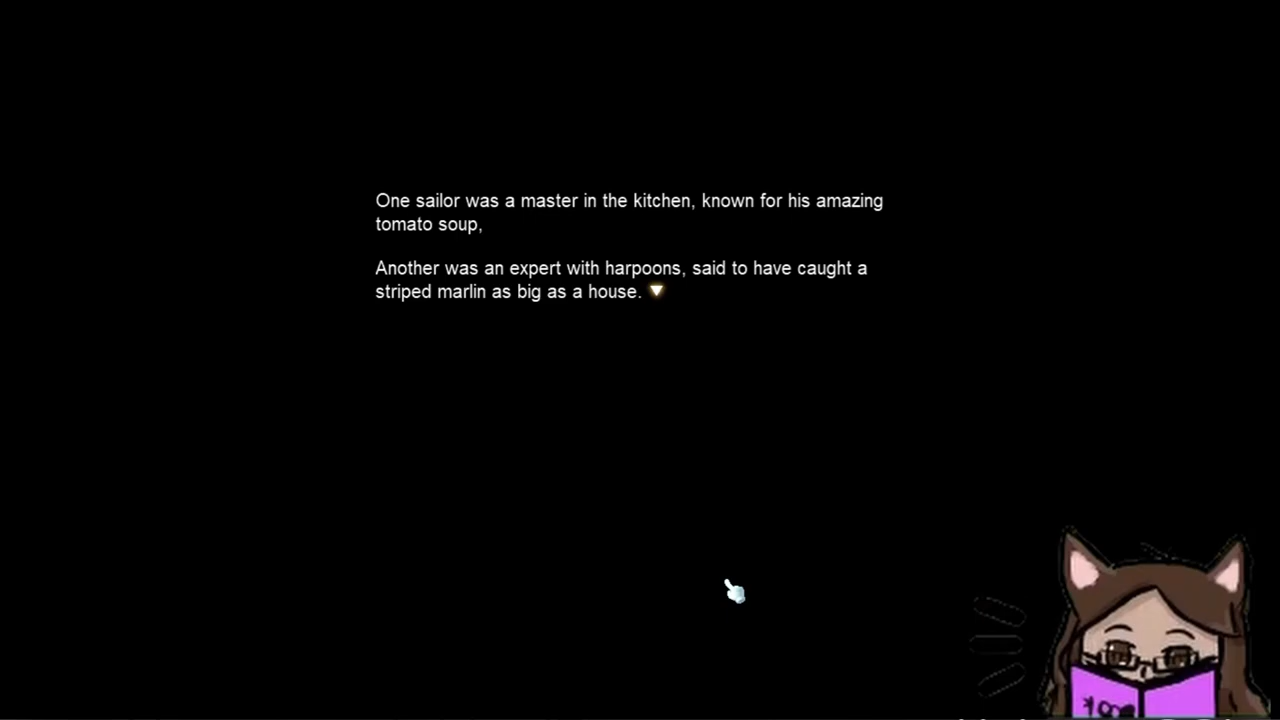 One sailor was a master in the kitchen, known for his amazing
tomato soup,
Another was an expert with harpoons, said to have caught a
striped marlin as big as a house.